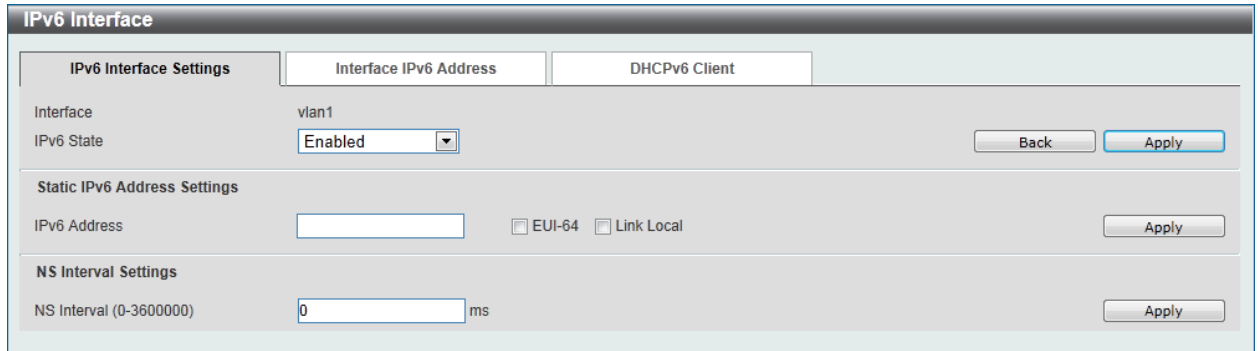 IPv6 Interface
IPv6 Interface Settings Interface IPv6 Address DHCPv6 Client
Interface vlan1
IPv6 State Enabled Back Apply
Static IPv6 Address Settings
IPv6 Address EUI-64 Link Local Apply
NS Interval Settings
NS Interval (0-3600000) 0 ms Apply